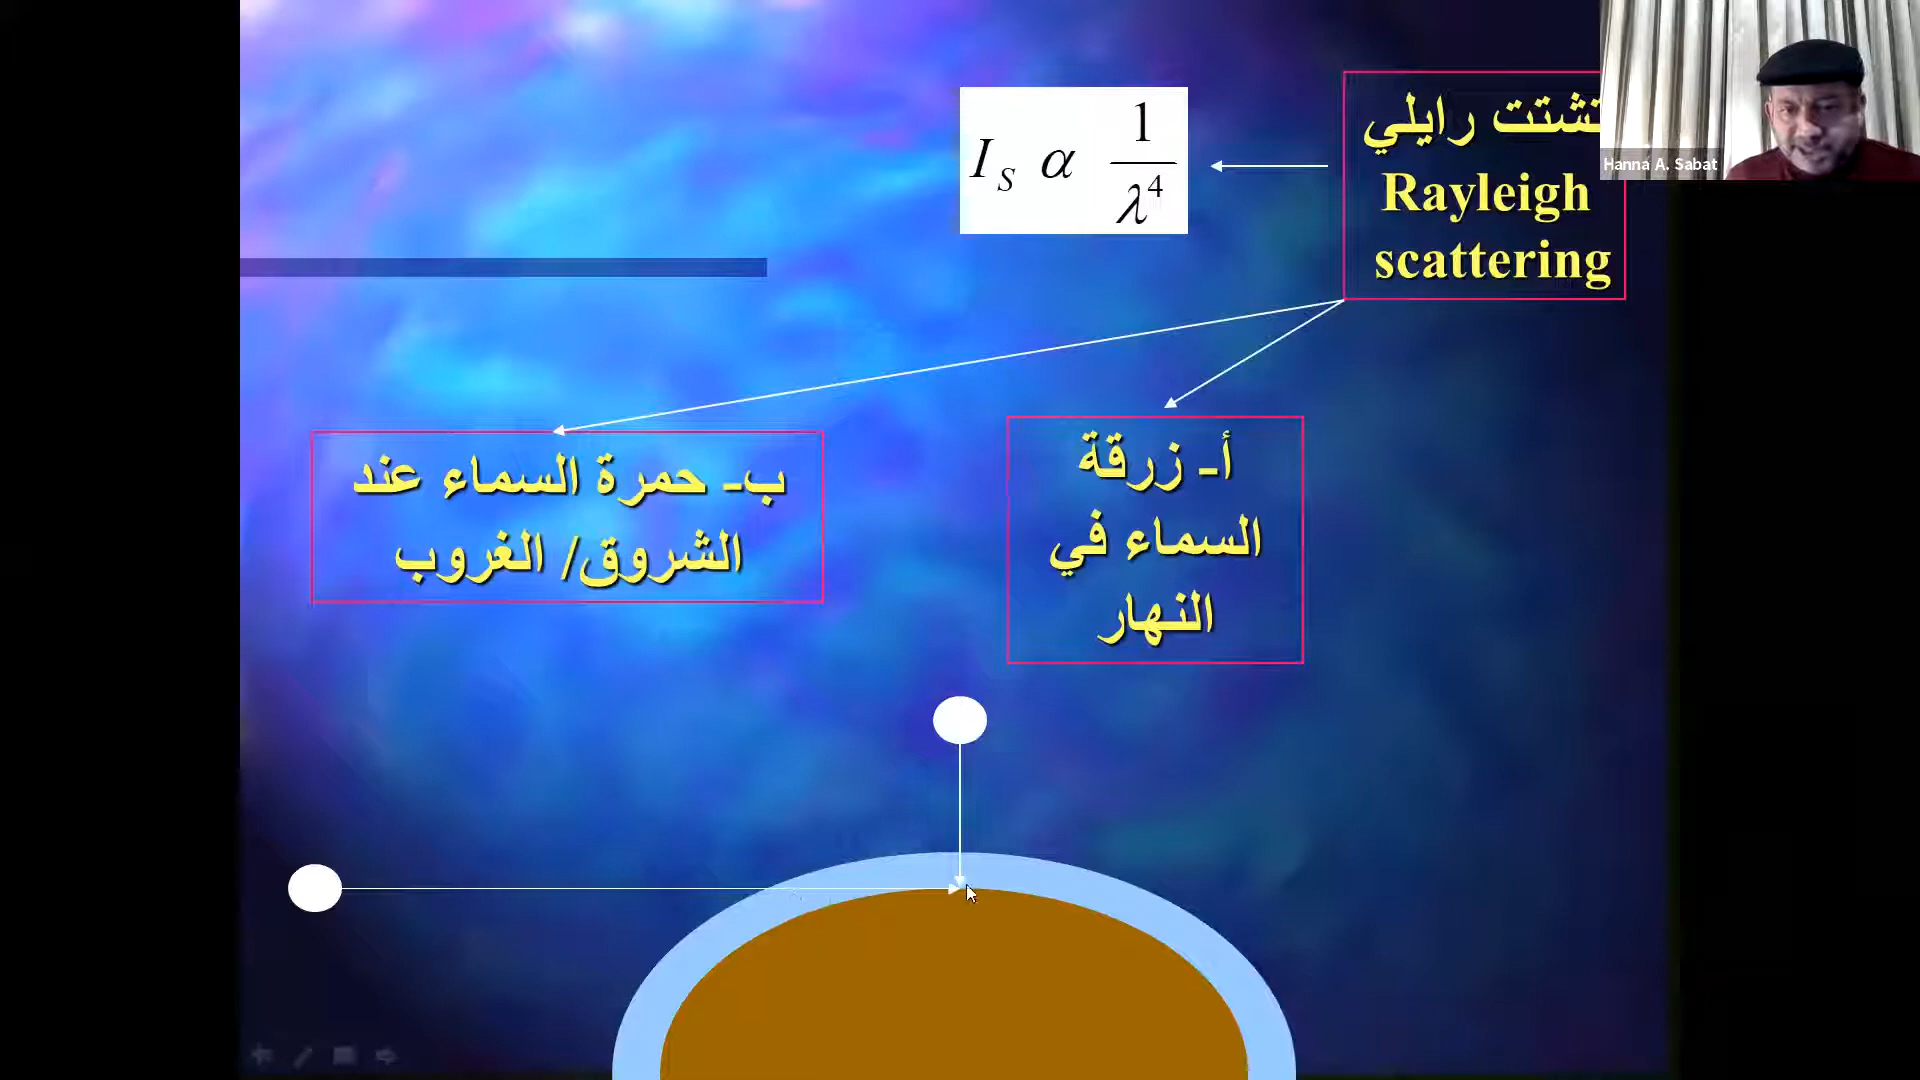 تشتت رايلي
Rayleigh
scattering
I_S α 1/λ^4
Hanna A. Sabat
أ- زرقة
السماء في
النهار
ب- حمرة السماء عند
الشروق/ الغروب